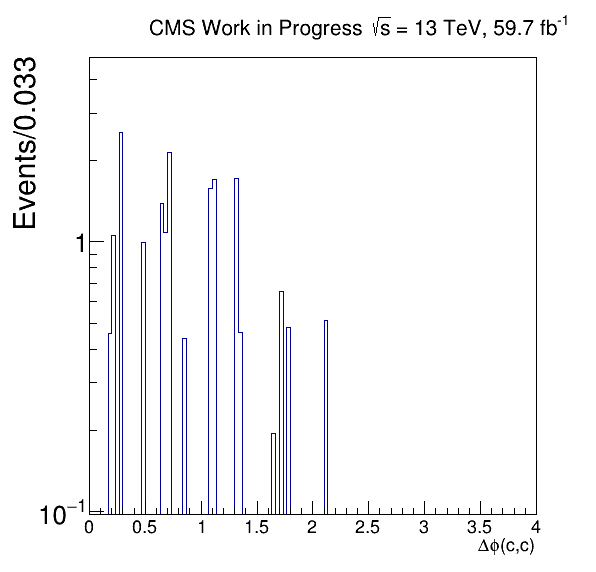 CMS Work in Progress √s = 13 TeV, 59.7 fb⁻¹
Events/0.033
1
10⁻¹
0 0.5 1 1.5 2 2.5 3 3.5 4
Δϕ(c,c)